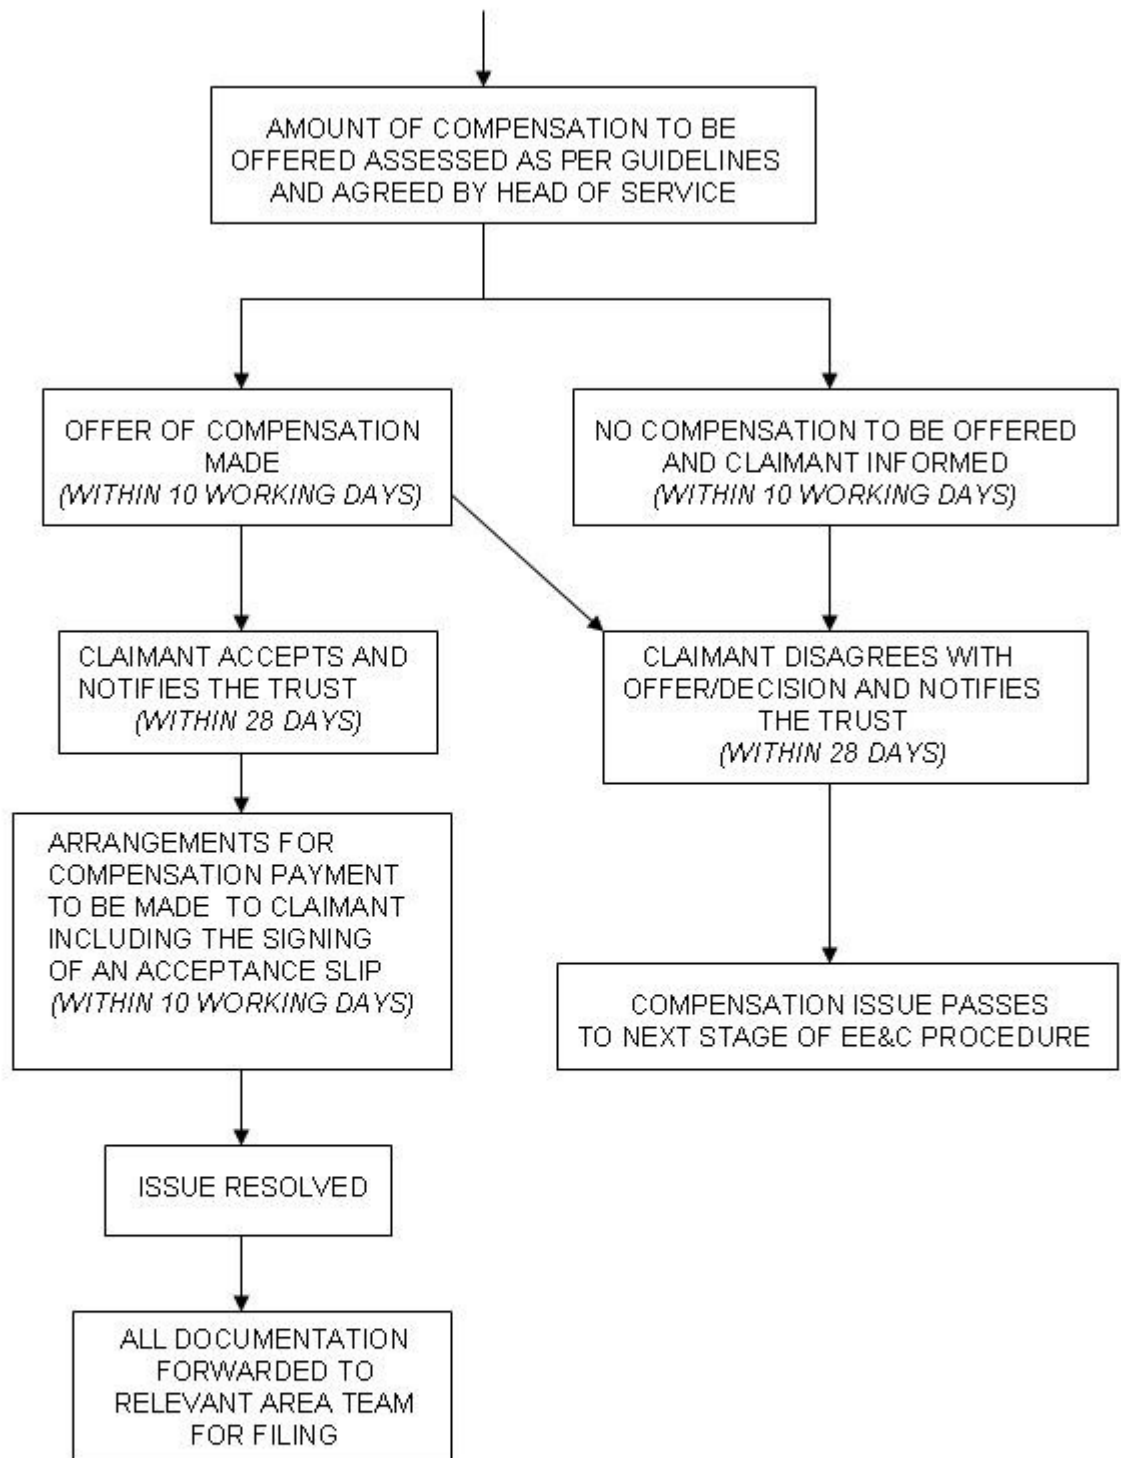 AMOUNT OF COMPENSATION TO BE
OFFERED ASSESSED AS PER GUIDELINES
AND AGREED BY HEAD OF SERVICE
OFFER OF COMPENSATION
MADE
(WITHIN 10 WORKING DAYS)
NO COMPENSATION TO BE OFFERED
AND CLAIMANT INFORMED
(WITHIN 10 WORKING DAYS)
CLAIMANT ACCEPTS AND
NOTIFIES THE TRUST
(WITHIN 28 DAYS)
CLAIMANT DISAGREES WITH
OFFER/DECISION AND NOTIFIES
THE TRUST
(WITHIN 28 DAYS)
ARRANGEMENTS FOR
COMPENSATION PAYMENT
TO BE MADE TO CLAIMANT
INCLUDING THE SIGNING
OF AN ACCEPTANCE SLIP
(WITHIN 10 WORKING DAYS)
COMPENSATION ISSUE PASSES
TO NEXT STAGE OF EE&C PROCEDURE
ISSUE RESOLVED
ALL DOCUMENTATION
FORWARDED TO
RELEVANT AREA TEAM
FOR FILING